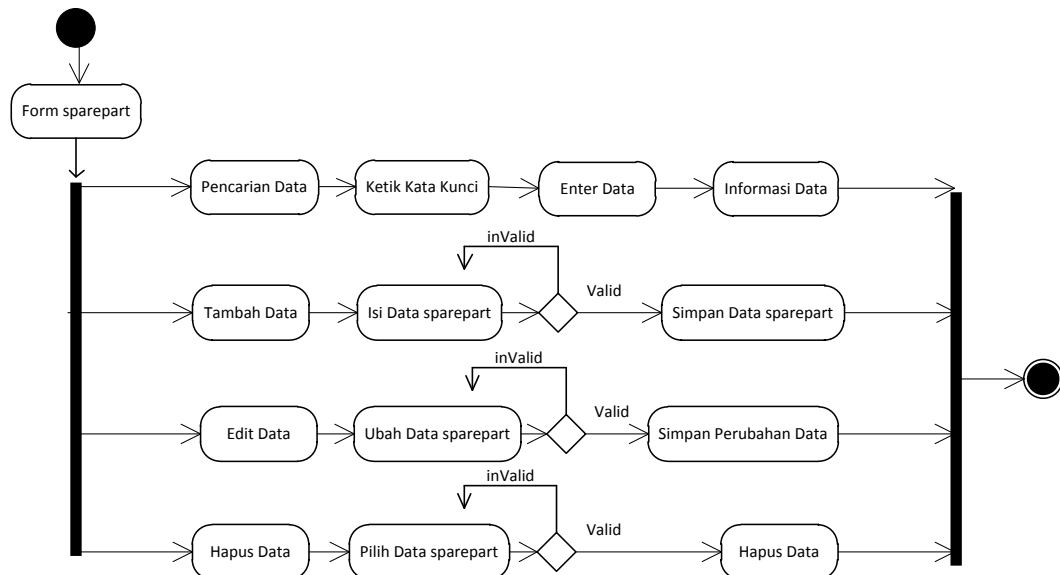 Form sparepart
Pencarian Data
Ketik Kata Kunci
Enter Data
Informasi Data
inValid
Tambah Data
Isi Data sparepart
Valid
Simpan Data sparepart
inValid
Edit Data
Ubah Data sparepart
Valid
Simpan Perubahan Data
inValid
Hapus Data
Pilih Data sparepart
Valid
Hapus Data